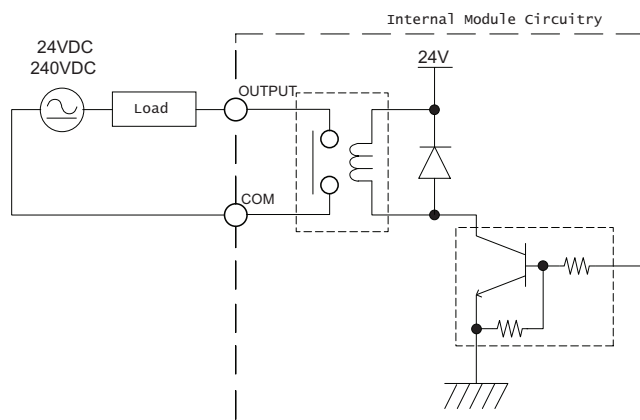 Internal Module Circuitry
24VDC
240VDC
24V
OUTPUT
Load
COM